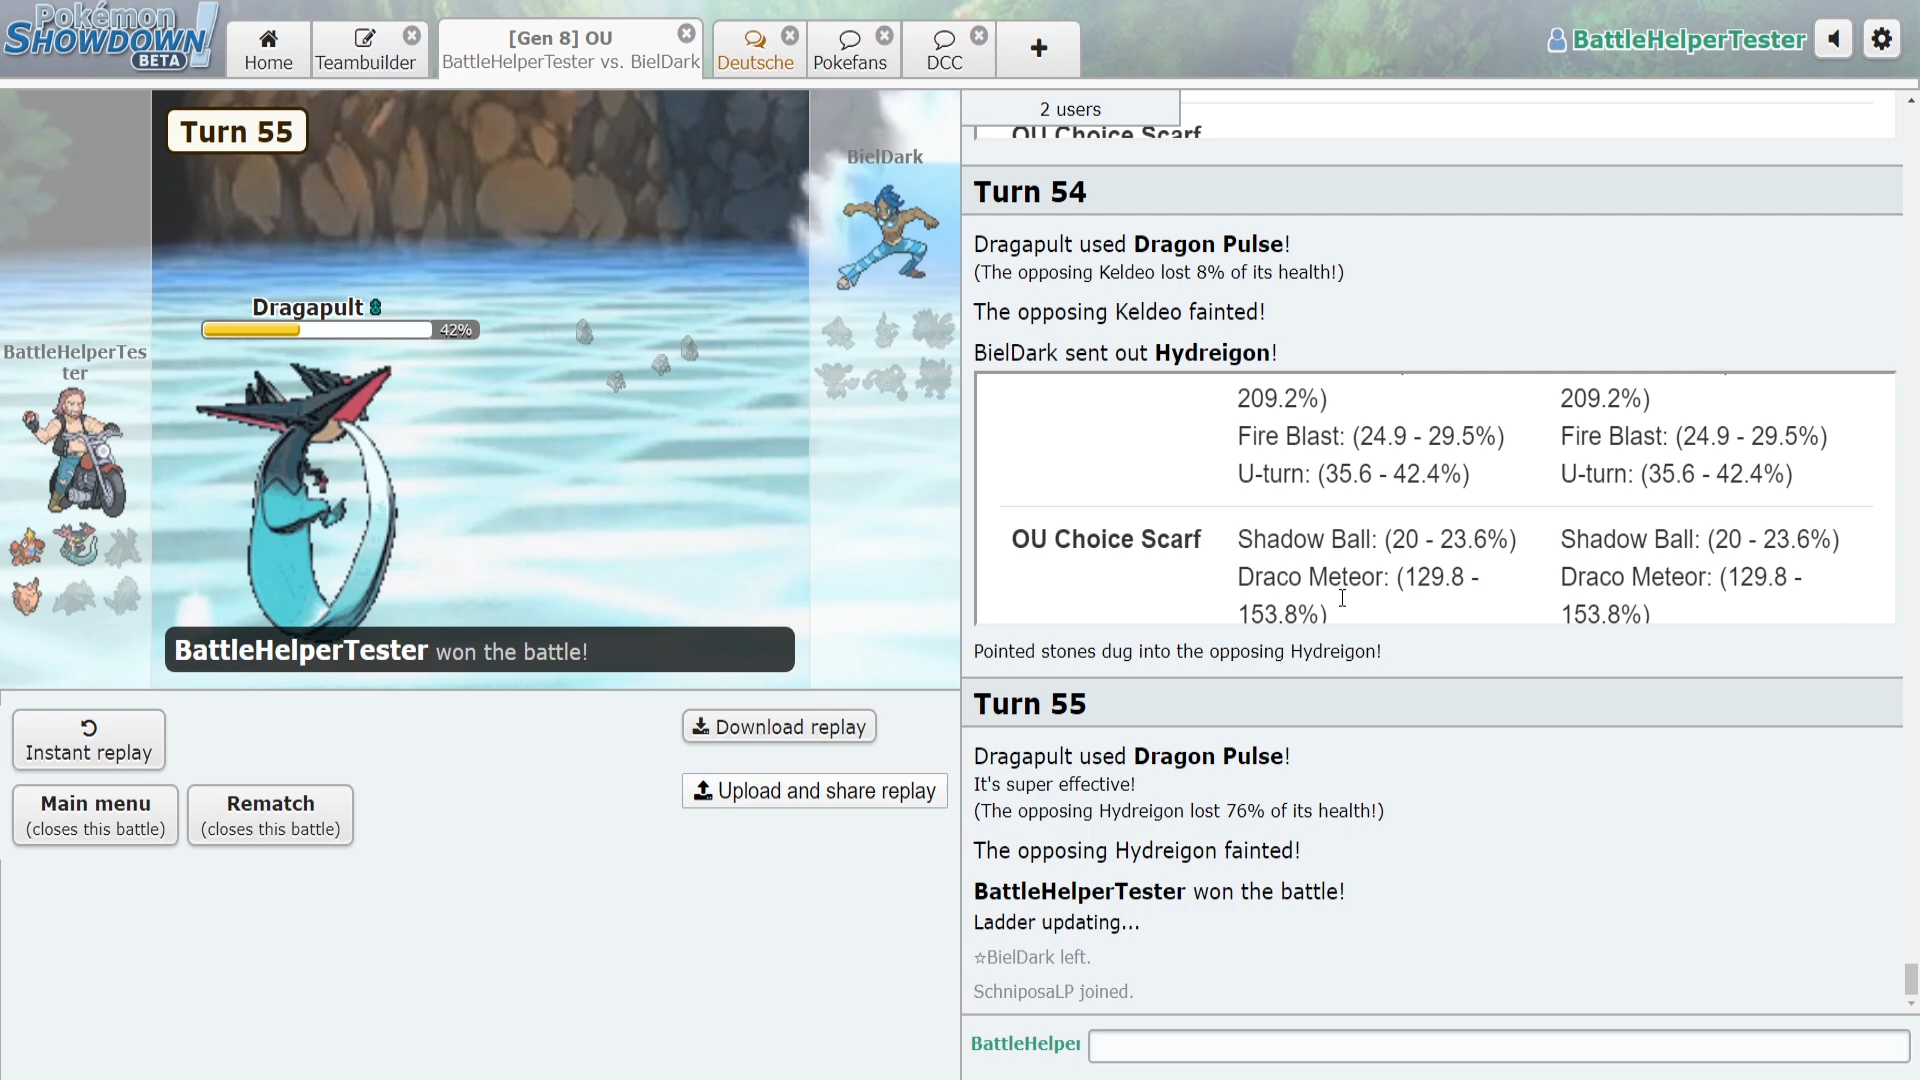 Pokémon
SHOWDOWN!
BETA
Home
Teambuilder
[Gen 8] OU
BattleHelperTester vs. BielDark
Deutsche
Pokefans
DCC
BattleHelperTester
Turn 55
BielDark
Dragapult
42%
BattleHelperTes
ter
BattleHelperTester won the battle!
Instant replay
Main menu
(closes this battle)
Rematch
(closes this battle)
Download replay
Upload and share replay
2 users
OU Choice Scarf
Turn 54
Dragapult used Dragon Pulse!
(The opposing Keldeo lost 8% of its health!)
The opposing Keldeo fainted!
BielDark sent out Hydreigon!
209.2%) 209.2%)
Fire Blast: (24.9 - 29.5%) Fire Blast: (24.9 - 29.5%)
U-turn: (35.6 - 42.4%) U-turn: (35.6 - 42.4%)
OU Choice Scarf Shadow Ball: (20 - 23.6%) Shadow Ball: (20 - 23.6%)
Draco Meteor: (129.8 - Draco Meteor: (129.8 -
153.8%) 153.8%)
Pointed stones dug into the opposing Hydreigon!
Turn 55
Dragapult used Dragon Pulse!
It's super effective!
(The opposing Hydreigon lost 76% of its health!)
The opposing Hydreigon fainted!
BattleHelperTester won the battle!
Ladder updating...
☆BielDark left.
SchniposaLP joined.
BattleHelper